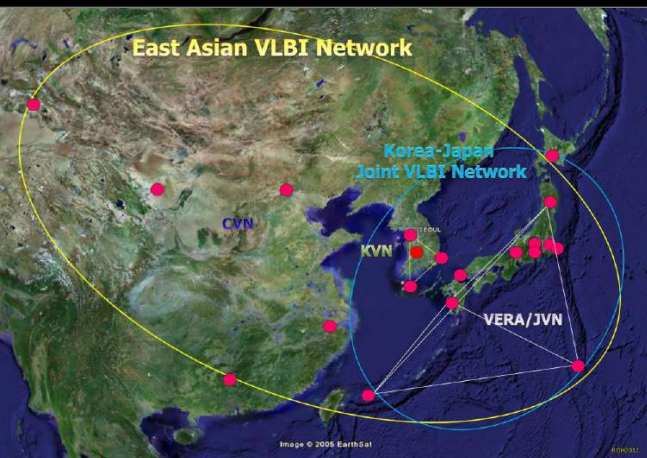 East Asian VLBI Network
Korea-Japan
Joint VLBI Network
CVN
SEOUL
KVN
VERA/JVN
Image © 2005 EarthSat